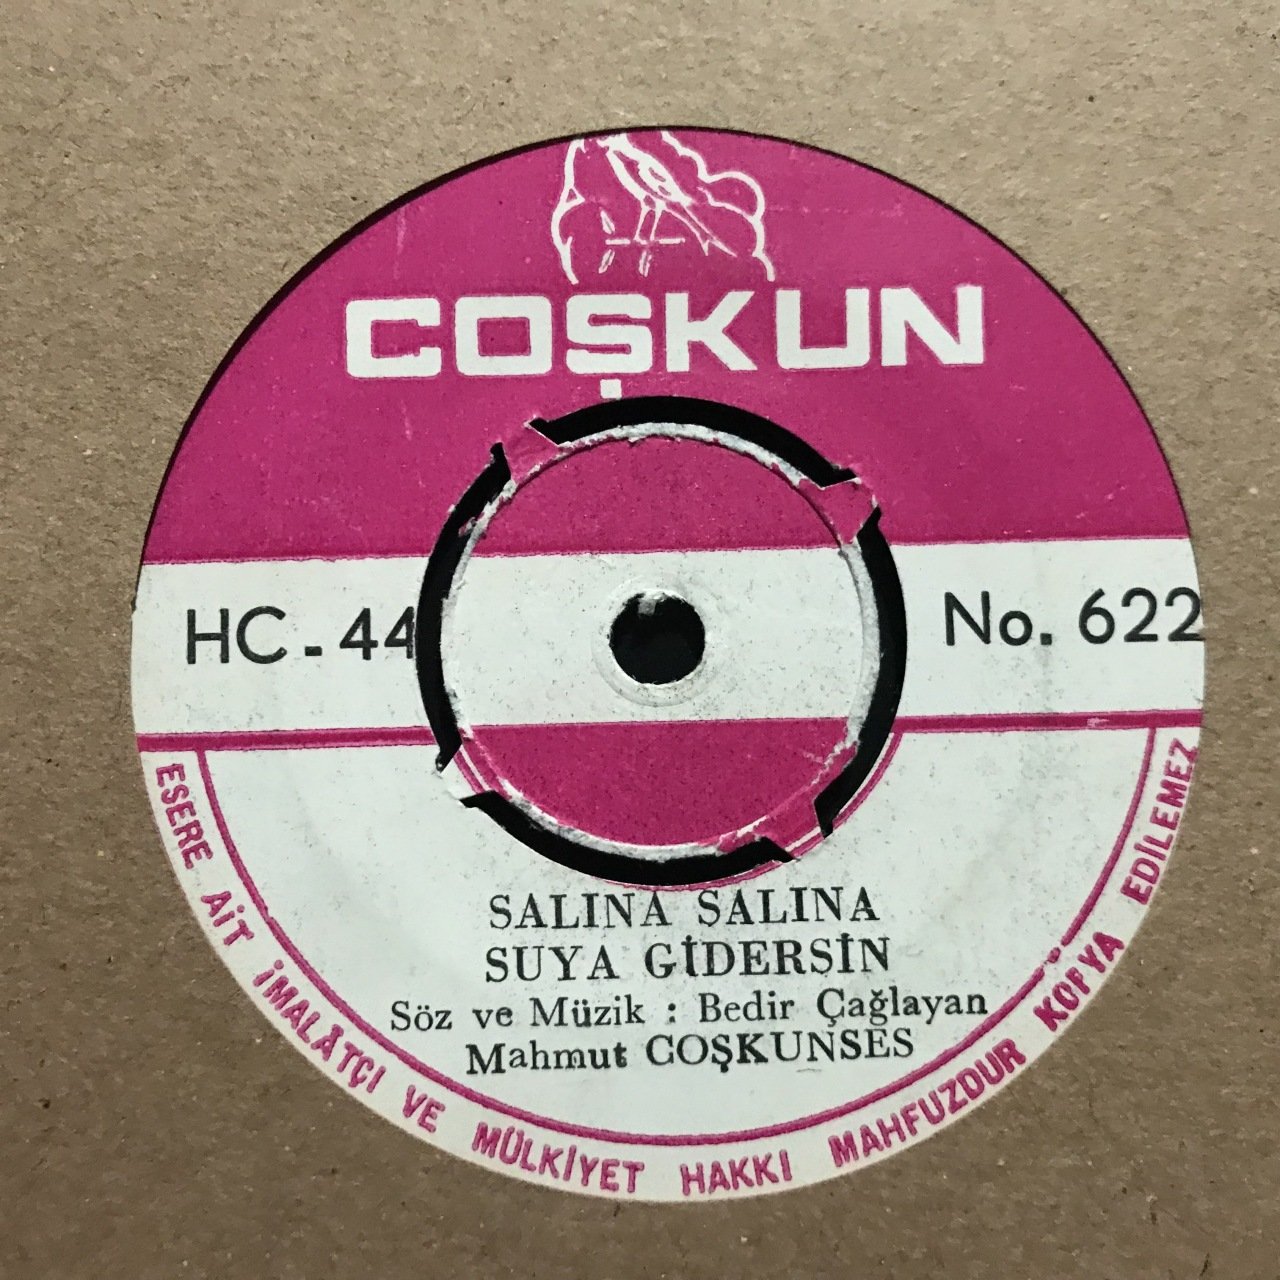 COŞKUN
HC - 44
No. 622
SALINA SALINA
SUYA GİDERSİN
Söz ve Müzik : Bedir Çağlayan
Mahmut COŞKUNSES
ESERE AİT İMALÂTÇI VE MÜLKİYET HAKKI MAHFUZDUR KOPYA EDİLEMEZ